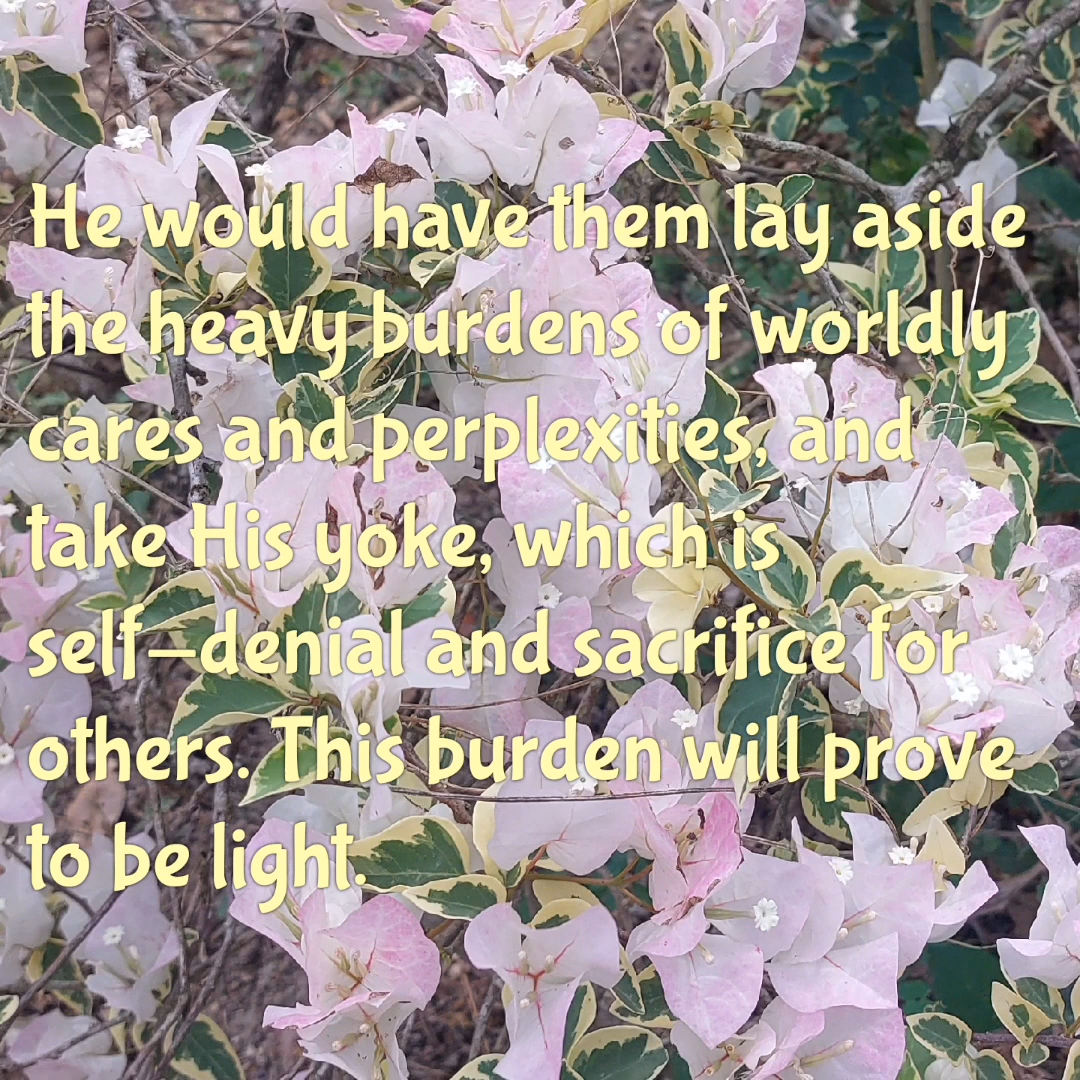 He would have them lay aside
the heavy burdens of worldly
cares and perplexities, and
take His yoke, which is
self-denial and sacrifice for
others. This burden will prove
to be light.